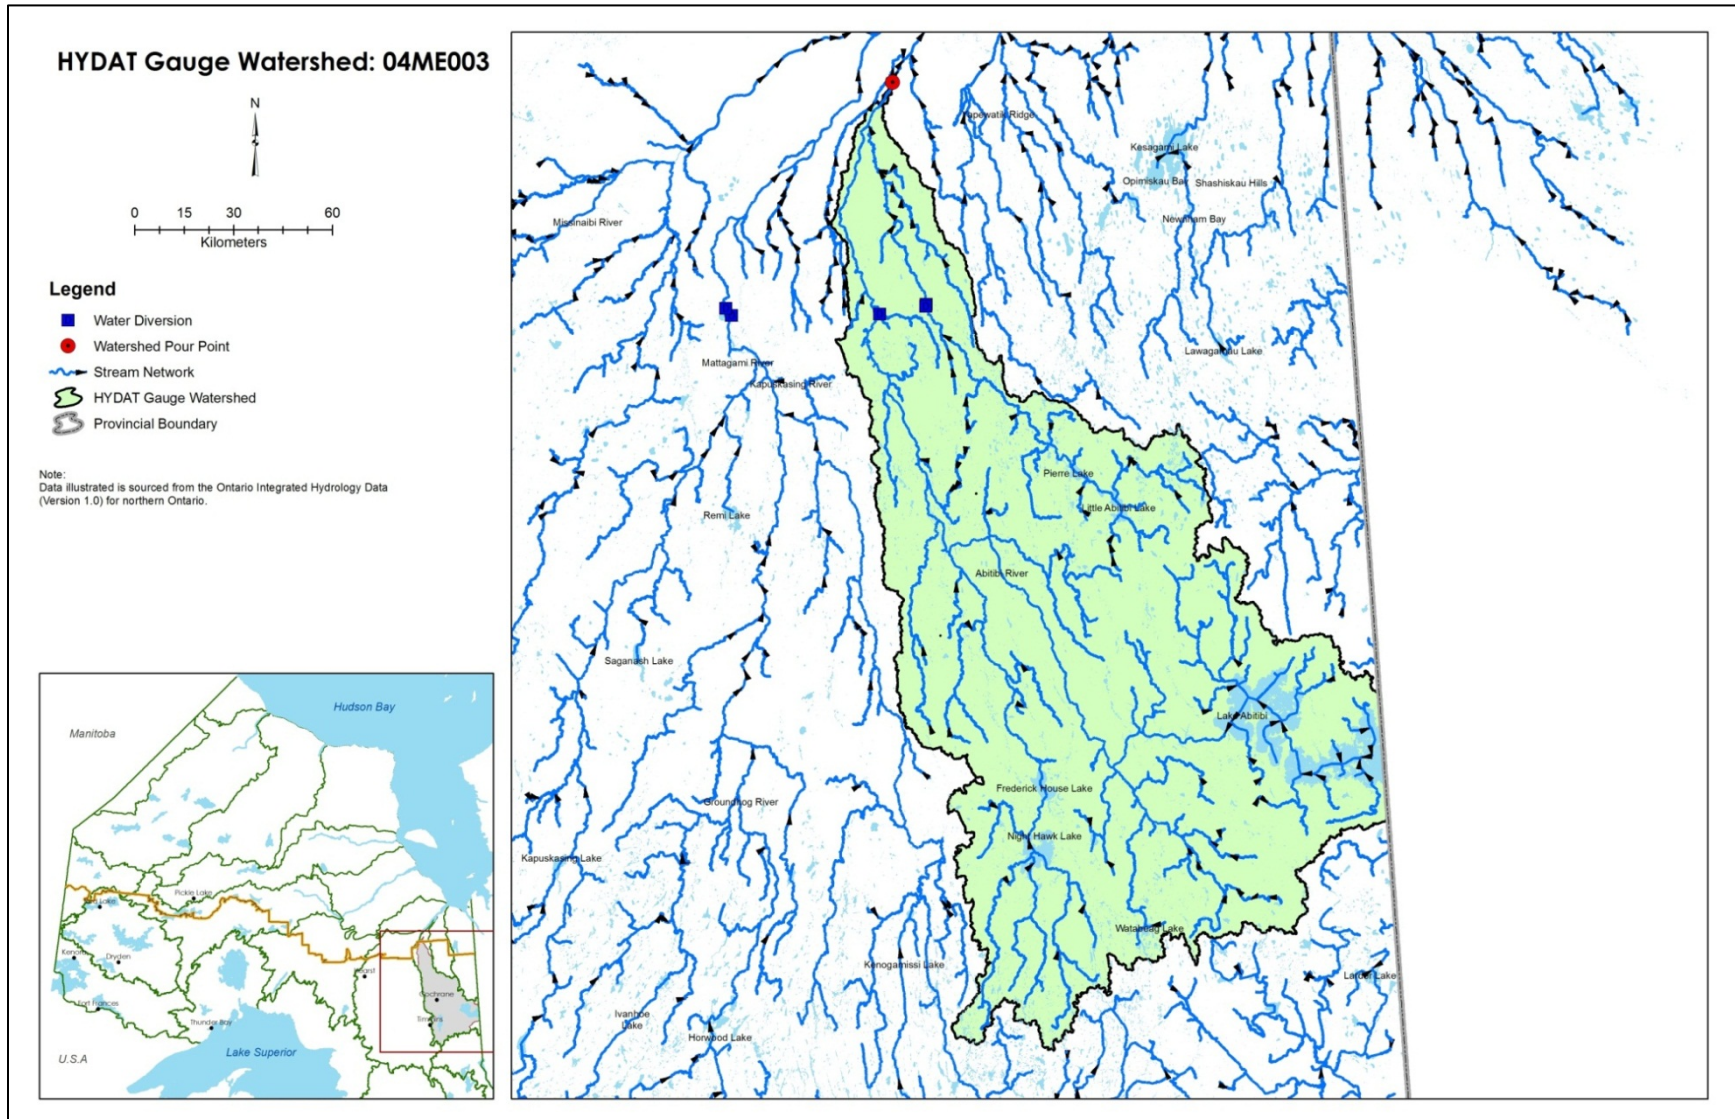 HYDAT Gauge Watershed: 04ME003
N
0 15 30 60
Kilometers
Legend
Water Diversion
Watershed Pour Point
Stream Network
HYDAT Gauge Watershed
Provincial Boundary
Note:
Data illustrated is sourced from the Ontario Integrated Hydrology Data
(Version 1.0) for northern Ontario.
Ridge
Kesagami Lake
Opimiskau Bay
Shashiskau Hills
Newnham Bay
Missinaibi River
Lawagamau Lake
Mattagami River
Kapuskasing River
Pierre Lake
Little Abitibi Lake
Remi Lake
Abitibi River
Saganash Lake
Lake Abitibi
Frederick House Lake
Groundhog River
Night Hawk Lake
Kapuskasing Lake
Watabeag Lake
Kenogamissi Lake
Larder Lake
Ivanhoe
Lake
Horwood Lake
Hudson Bay
Manitoba
Pickle Lake
Lake
Kenora
Dryden
Hearst
Cochrane
Fort Frances
Timmins
Thunder Bay
Lake Superior
U.S.A